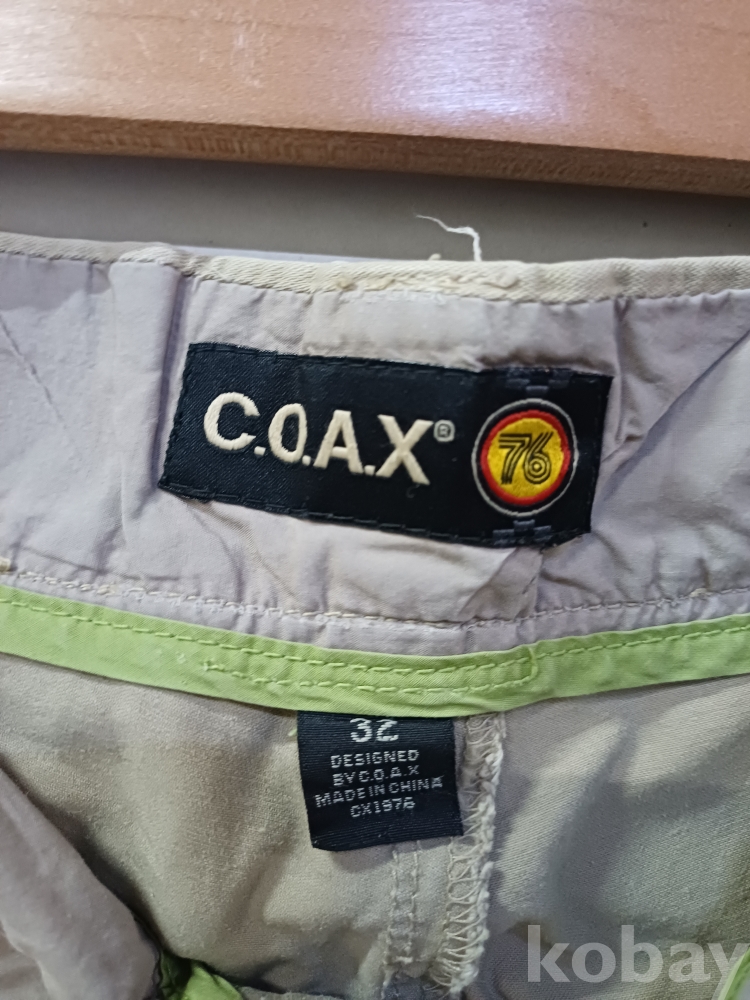 C.O.A.X®
76
32
DESIGNED
BY C.O.A.X
MADE IN CHINA
CX1976
kobay